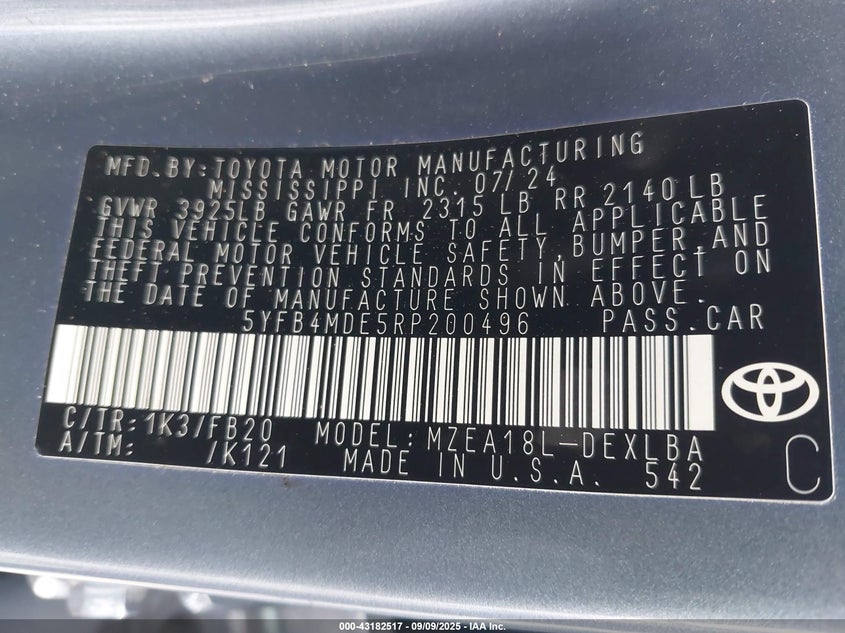 MFD.BY:TOYOTA MOTOR MANUFACTURING
MISSISSIPPI INC. 07/24
GVWR 3925LB GAWR FR 2315 LB RR 2140 LB
THIS VEHICLE CONFORMS TO ALL APPLICABLE
FEDERAL MOTOR VEHICLE SAFETY,BUMPER,AND
THEFT PREVENTION STANDARDS IN EFFECT ON
THE DATE OF MANUFACTURE SHOWN ABOVE.
5YFB4MDE5RP200496 PASS.CAR
C/TR:1K3/FB20 MODEL:MZEA18L-DEXLBA
A/TM: /K121 MADE IN U.S.A. 542
C
000-43182517 - 09/09/2025 - IAA Inc.